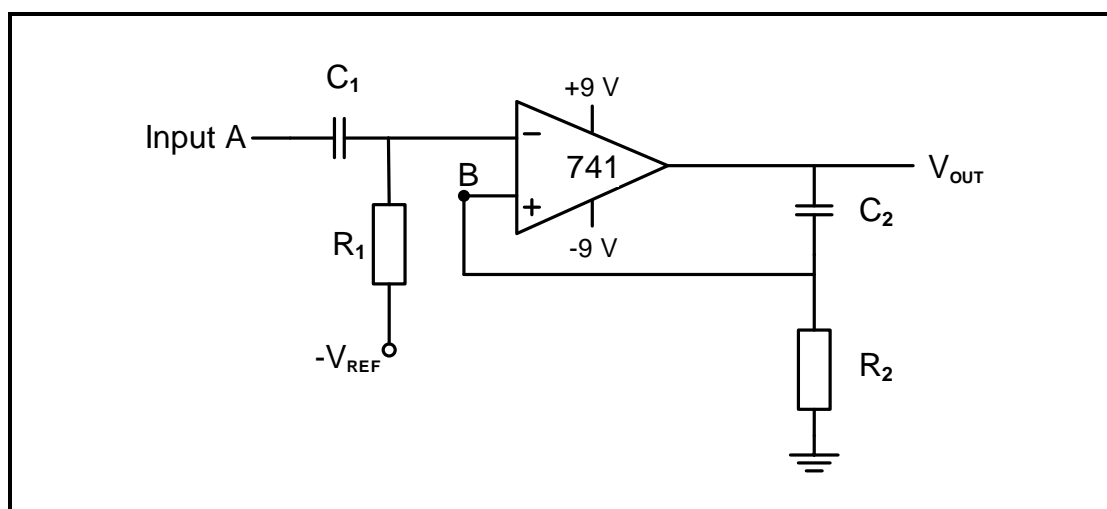 C₁
+9 V
Input A
−
B
741
V_OUT
+
C₂
-9 V
R₁
-V_REF
R₂